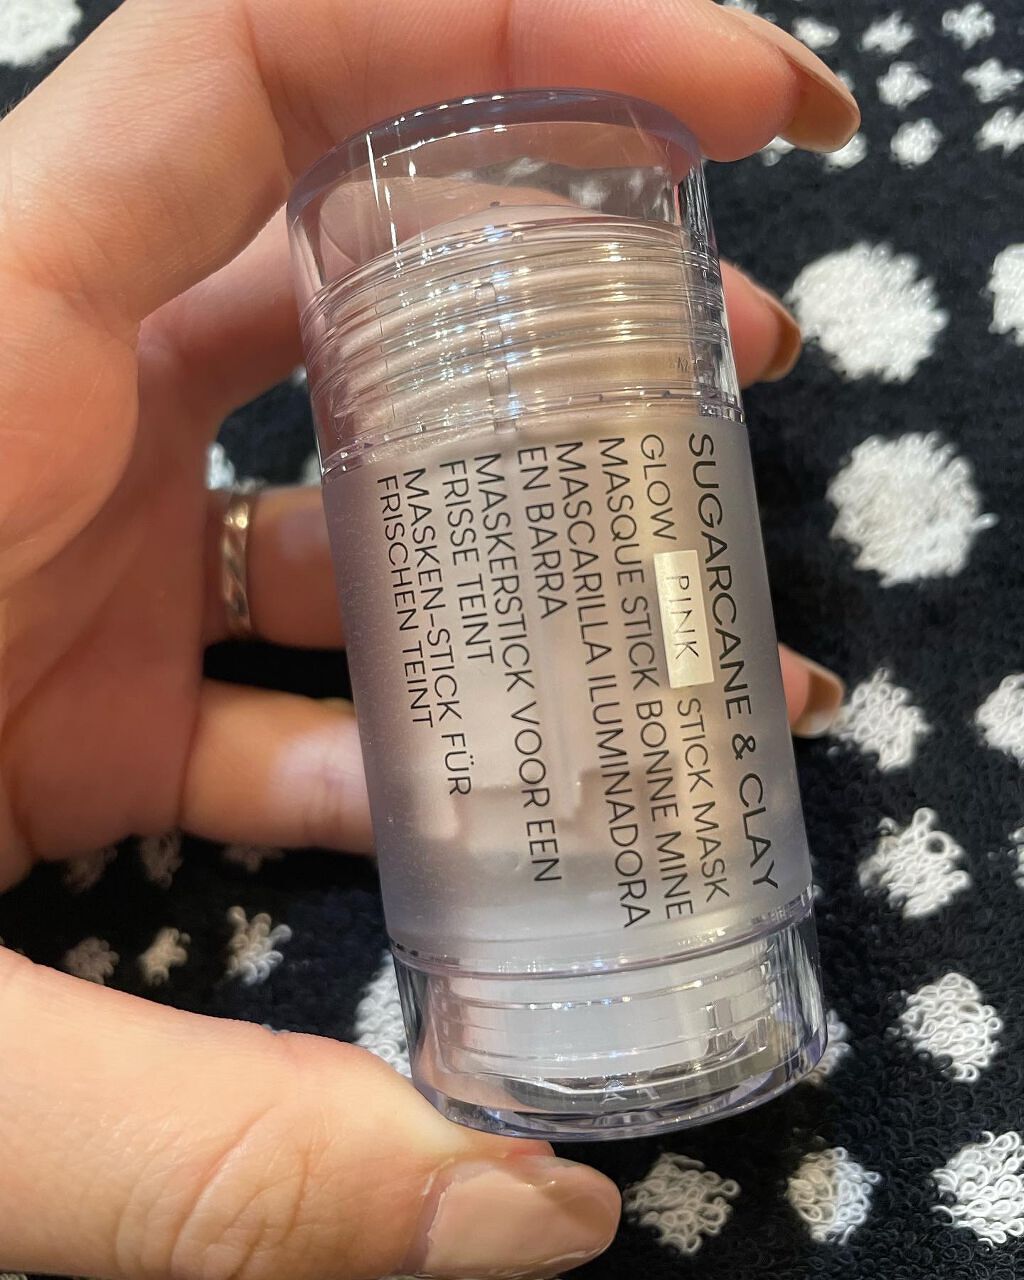 SUGARCANE & CLAY
GLOW PINK STICK MASK
MASQUE STICK BONNE MINE
MASCARILLA ILUMINADORA
EN BARRA
MASKERSTICK VOOR EEN
FRISSE TEINT
MASKEN-STICK FÜR
FRISCHEN TEINT